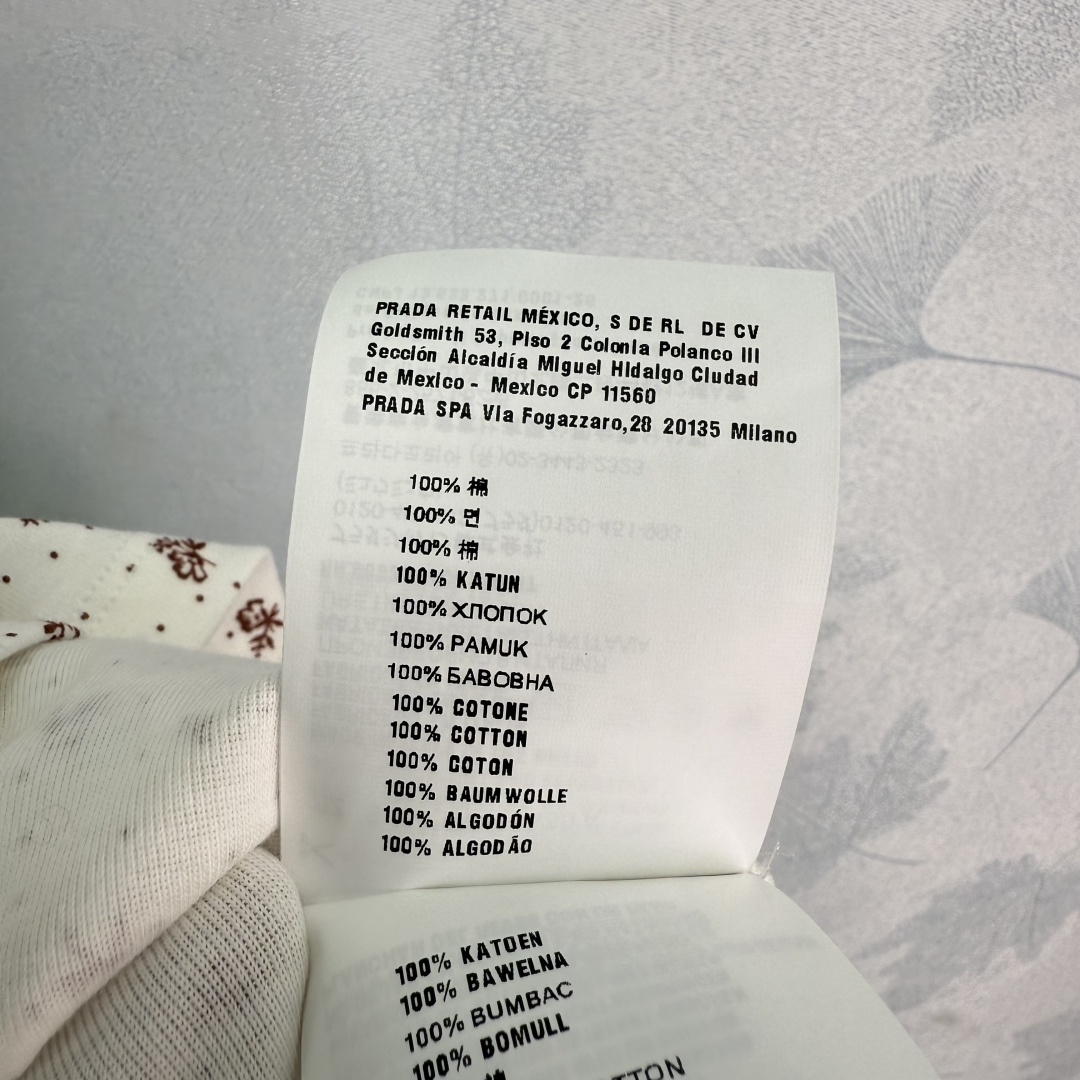 PRADA RETAIL MÉXICO, S DE RL DE CV
Goldsmith 53, Piso 2 Colonia Polanco III
Sección Alcaldía Miguel Hidalgo Ciudad
de Mexico - Mexico CP 11560
PRADA SPA Via Fogazzaro,28 20135 Milano
100% 棉
100% 면
100% 棉
100% KATUN
100% ХЛОПОК
100% PAMUK
100% БАВОВНА
100% COTONE
100% COTTON
100% COTON
100% BAUMWOLLE
100% ALGODÓN
100% ALGODÃO
100% KATOEN
100% BAWEŁNA
100% BUMBAC
100% BOMULL